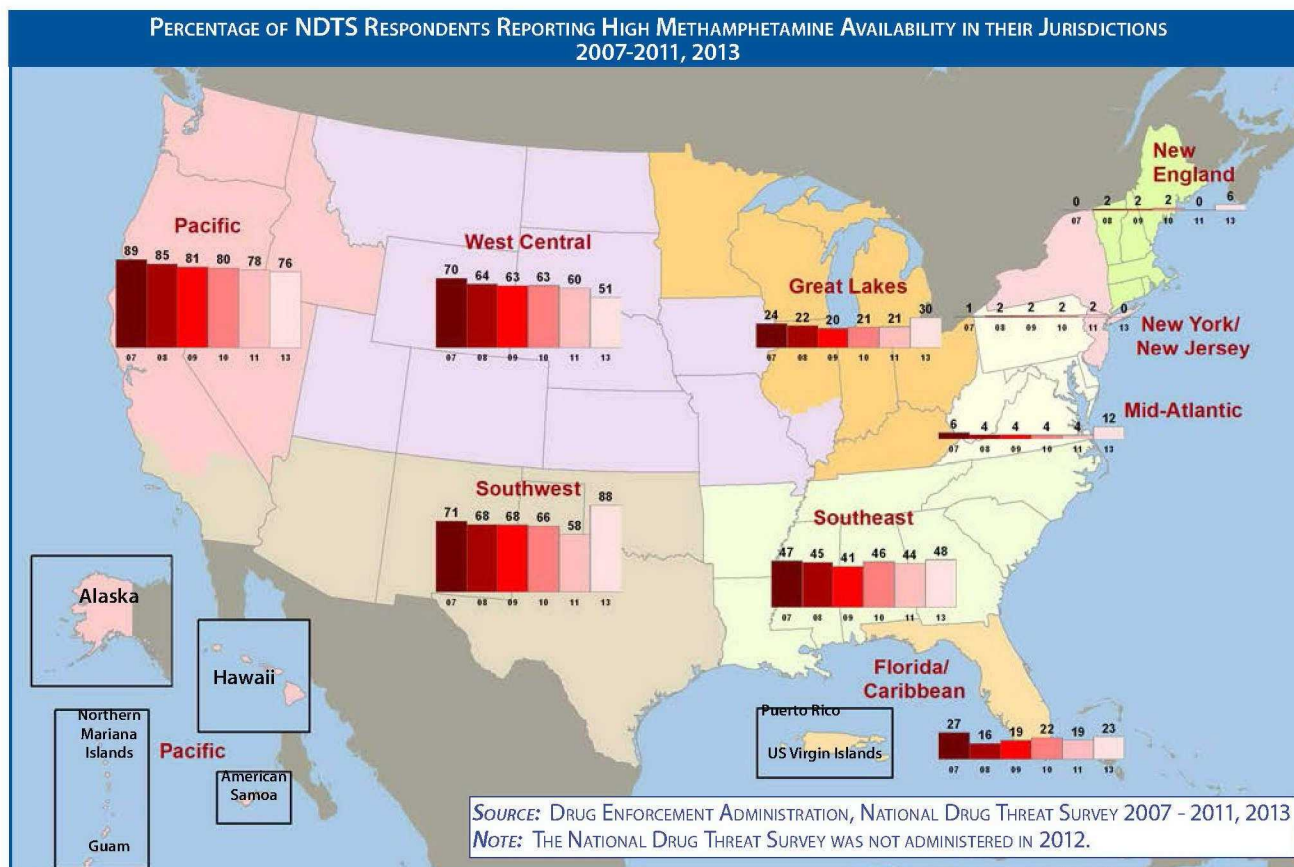 PERCENTAGE OF NDTS RESPONDENTS REPORTING HIGH METHAMPHETAMINE AVAILABILITY IN THEIR JURISDICTIONS
2007-2011, 2013
New
England
0 2 2 2 0 6
07 08 09 10 11 13
Pacific
89 85 81 80 78 76
07 08 09 10 11 13
West Central
70 64 63 63 60 51
07 08 09 10 11 13
Great Lakes
24 22 20 21 21 30
07 08 09 10 11 13
1 2 2 2 2 0
07 08 09 10 11 13
New York/
New Jersey
Mid-Atlantic
6 4 4 4 4 12
07 08 09 10 11 13
Southwest
71 68 68 66 58 88
07 08 09 10 11 13
Southeast
47 45 41 46 44 48
07 08 09 10 11 13
Alaska
Hawaii
Northern
Mariana
Islands
Pacific
American
Samoa
Guam
Florida/
Caribbean
27 16 19 22 19 23
07 08 09 10 11 13
Puerto Rico
US Virgin Islands
SOURCE: DRUG ENFORCEMENT ADMINISTRATION, NATIONAL DRUG THREAT SURVEY 2007 - 2011, 2013
NOTE: THE NATIONAL DRUG THREAT SURVEY WAS NOT ADMINISTERED IN 2012.